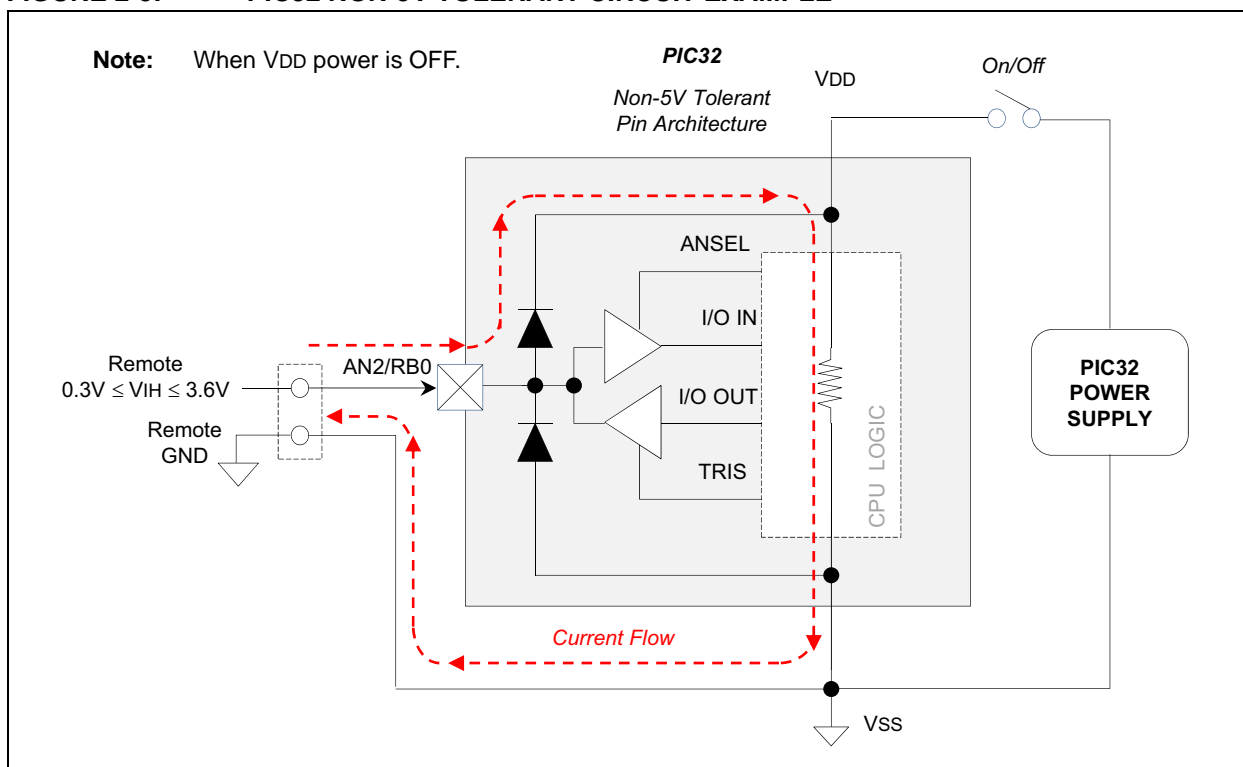 Note: When VDD power is OFF.
PIC32
Non-5V Tolerant
Pin Architecture
VDD
On/Off
ANSEL
I/O IN
Remote
0.3V ≤ VIH ≤ 3.6V
AN2/RB0
I/O OUT
Remote
GND
TRIS
CPU LOGIC
PIC32
POWER
SUPPLY
Current Flow
VSS